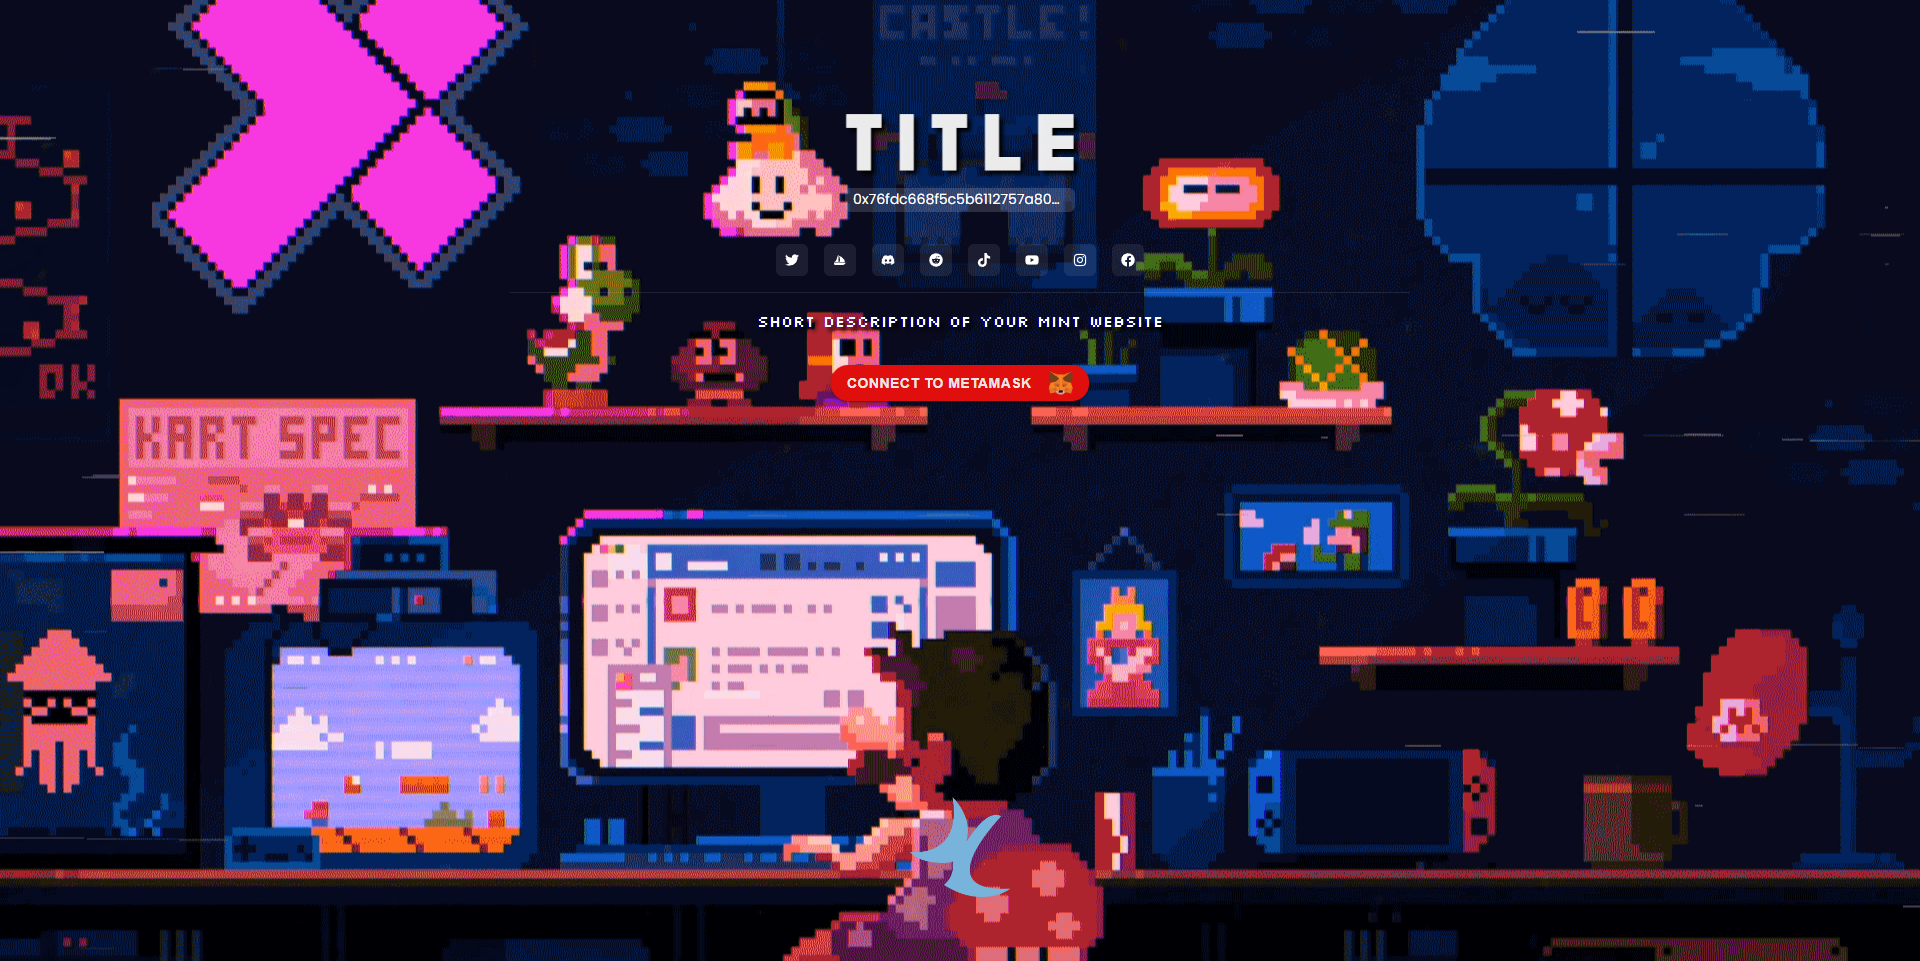 CASTLE!
TITLE
0x76fdc668f5c5b6112757a80...
SHORT DESCRIPTION OF YOUR MINT WEBSITE
OK
CONNECT TO METAMASK
KART SPEC